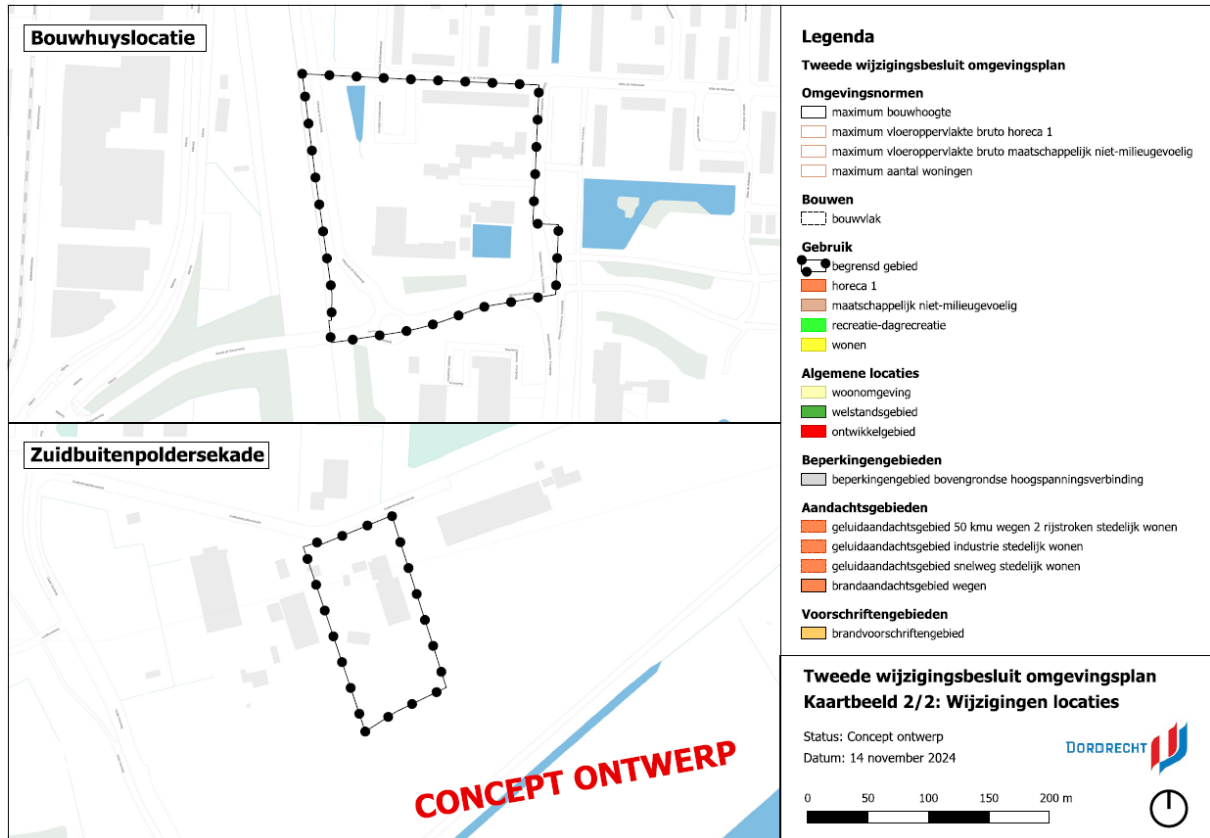 Bouwhuyslocatie
Zuidbuitenpoldersekade
CONCEPT ONTWERP
Legenda
Tweede wijzigingsbesluit omgevingsplan
Omgevingsnormen
maximum bouwhoogte
maximum vloeroppervlakte bruto horeca 1
maximum vloeroppervlakte bruto maatschappelijk niet-milieugevoelig
maximum aantal woningen
Bouwen
bouwvlak
Gebruik
begrensd gebied
horeca 1
maatschappelijk niet-milieugevoelig
recreatie-dagrecreatie
wonen
Algemene locaties
woonomgeving
welstandsgebied
ontwikkelgebied
Beperkingengebieden
beperkingengebied bovengrondse hoogspanningsverbinding
Aandachtsgebieden
geluidaandachtsgebied 50 kmu wegen 2 rijstroken stedelijk wonen
geluidaandachtsgebied industrie stedelijk wonen
geluidaandachtsgebied snelweg stedelijk wonen
brandaandachtsgebied wegen
Voorschriftengebieden
brandvoorschriftengebied
Tweede wijzigingsbesluit omgevingsplan
Kaartbeeld 2/2: Wijzigingen locaties
Status: Concept ontwerp
Datum: 14 november 2024
DORDRECHT
0 50 100 150 200 m